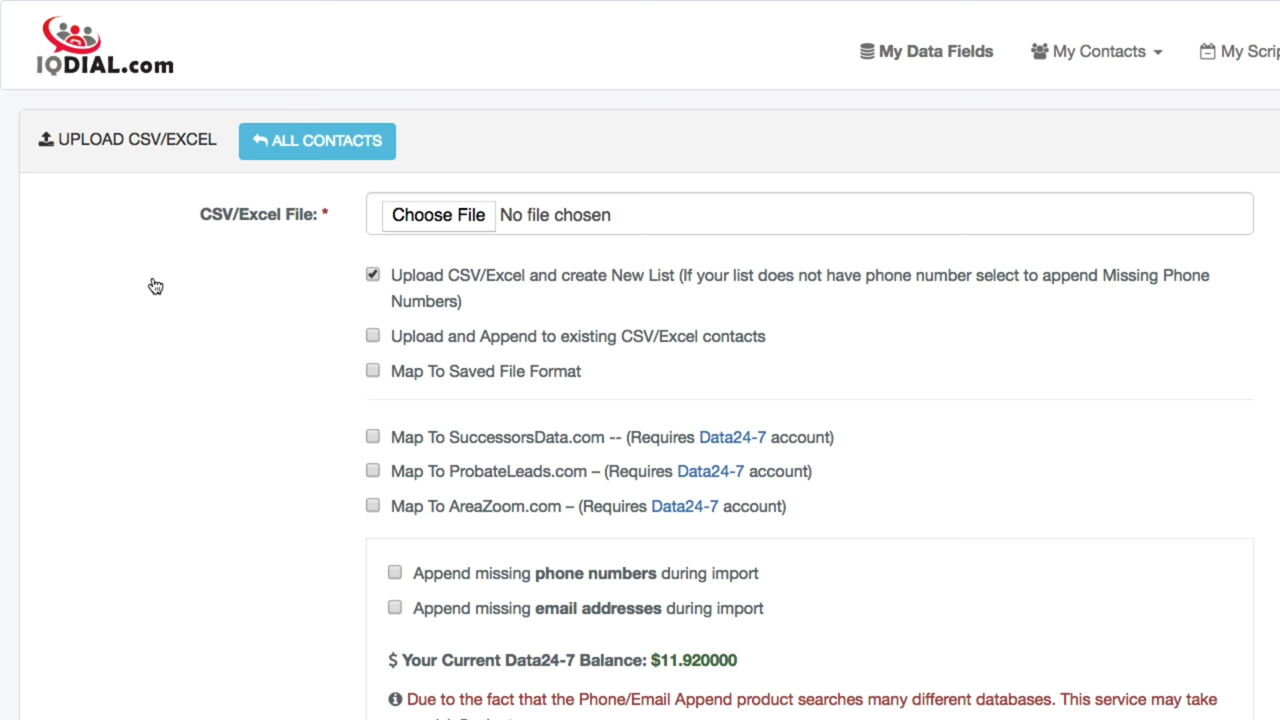 IQDIAL.com
My Data Fields
My Contacts
My Scrip
UPLOAD CSV/EXCEL
ALL CONTACTS
CSV/Excel File: *
Choose File No file chosen
Upload CSV/Excel and create New List (If your list does not have phone number select to append Missing Phone
Numbers)
Upload and Append to existing CSV/Excel contacts
Map To Saved File Format
Map To SuccessorsData.com -- (Requires Data24-7 account)
Map To ProbateLeads.com – (Requires Data24-7 account)
Map To AreaZoom.com – (Requires Data24-7 account)
Append missing phone numbers during import
Append missing email addresses during import
$ Your Current Data24-7 Balance: $11.920000
Due to the fact that the Phone/Email Append product searches many different databases. This service may take